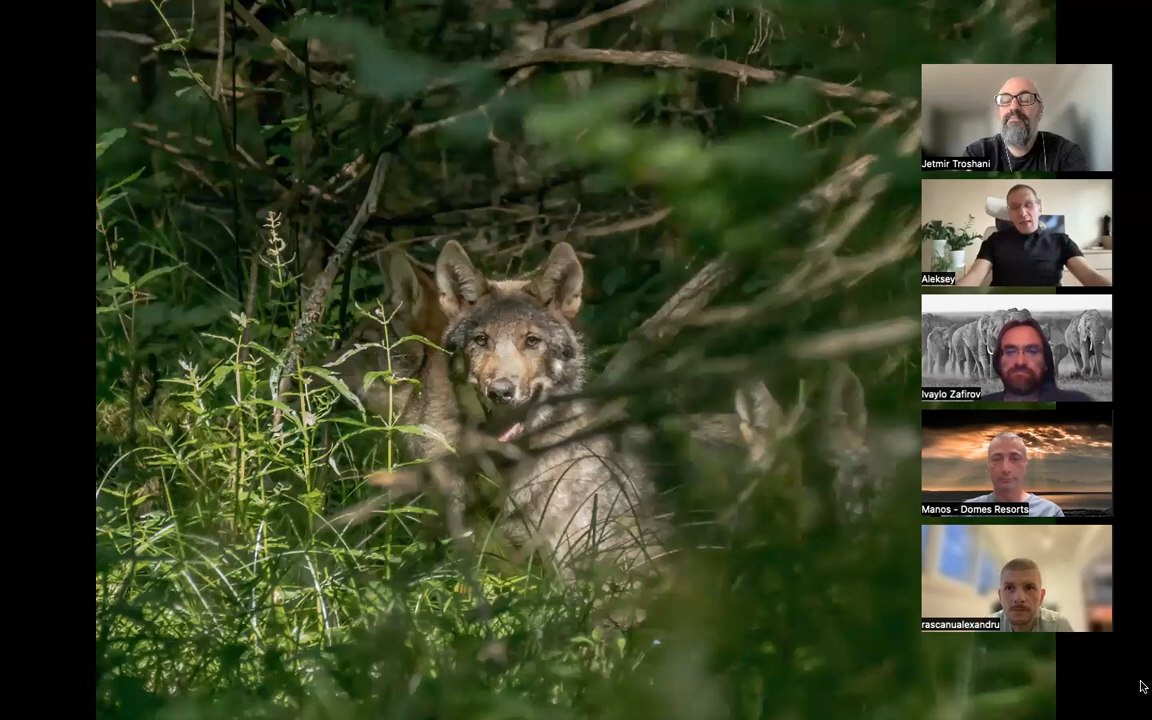 Jetmir Troshani
Aleksey
Ivaylo Zafirov
Manos - Domes Resorts
rascanualexandru